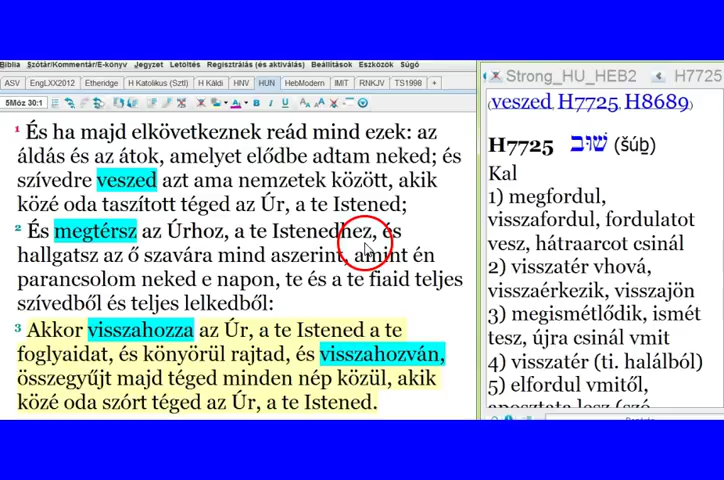 Biblia Szótár/Kommentár/E-könyv Jegyzet Letöltés Regisztrálás (és aktiválás) Beállítások Eszközök Súgó
ASV EngLXX2012 Etheridge H Katolikus (SztI) H Káldi HNV HUN HebModern IMIT RNKJV TS1998 +
5Móz 30:1
1 És ha majd elkövetkeznek reád mind ezek: az
áldás és az átok, amelyet elődbe adtam neked; és
szívedre veszed azt ama nemzetek között, akik
közé oda taszított téged az Úr, a te Istened;
2 És megtérsz az Úrhoz, a te Istenedhez, és
hallgatsz az ő szavára mind aszerint, amint én
parancsolom neked e napon, te és a te fiaid teljes
szívedből és teljes lelkedből:
3 Akkor visszahozza az Úr, a te Istened a te
foglyaidat, és könyörül rajtad, és visszahozván,
összegyűjt majd téged minden nép közül, akik
közé oda szórt téged az Úr, a te Istened.
Strong_HU_HEB2 H7725
(veszed, H7725, H8689)
H7725 שׁוּב (šúḇ)
Kal
1) megfordul,
visszafordul, fordulatot
vesz, hátraarcot csinál
2) visszatér vhová,
visszaérkezik, visszajön
3) megismétlődik, ismét
tesz, újra csinál vmit
4) visszatér (ti. halálból)
5) elfordul vmitől,
aposztata lesz (szó